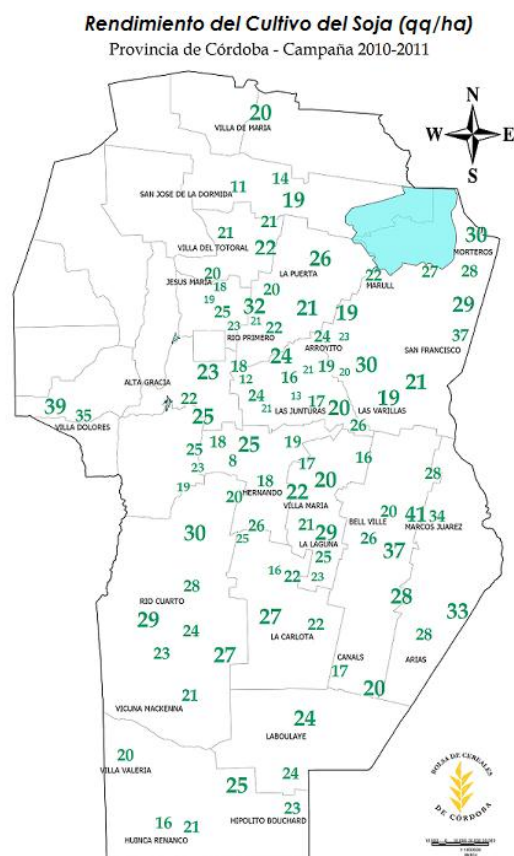 Rendimiento del Cultivo del Soja (qq/ha)
Provincia de Córdoba - Campaña 2010-2011
N
W E
S
20
VILLA DE MARIA
14
SAN JOSE DE LA DORMIDA 11
19
21
21
VILLA DEL TOTORAL 22
30
MORTEROS
26
20 LA PUERTA 22 27 28
JESUS MARIA 18 20 MARULL
19 32 21 19 29
25
23 21 22
RIO PRIMERO 24 23 37
ARROYITO
SAN FRANCISCO
24
23 18 21 19 20 30
12 16
ALTA GRACIA 21
39 22 24 13 17 20 19
35 25 21 LAS JUNTURAS LAS VARILLAS
VILLA DOLORES
26
25 18 25 19
23 8 17 16
28
19 18 20
20 HERNANDO 22
VILLA MARIA
20 41 34
BELL VILLE MARCOS JUAREZ
30 26 21 29 26
25 LA LAGUNA 37
25
16 22 23
28 28
RIO CUARTO
29 27 33
24 22 28
LA CARLOTA
23 27 CANALS ARIAS
17
20
21
VICUÑA MACKENNA
24
LABOULAYE
20
VILLA VALERIA
25 24
23
HIPOLITO BOUCHARD
16 21
HUINCA RENANCO
BOLSA DE CEREALES
DE CÓRDOBA